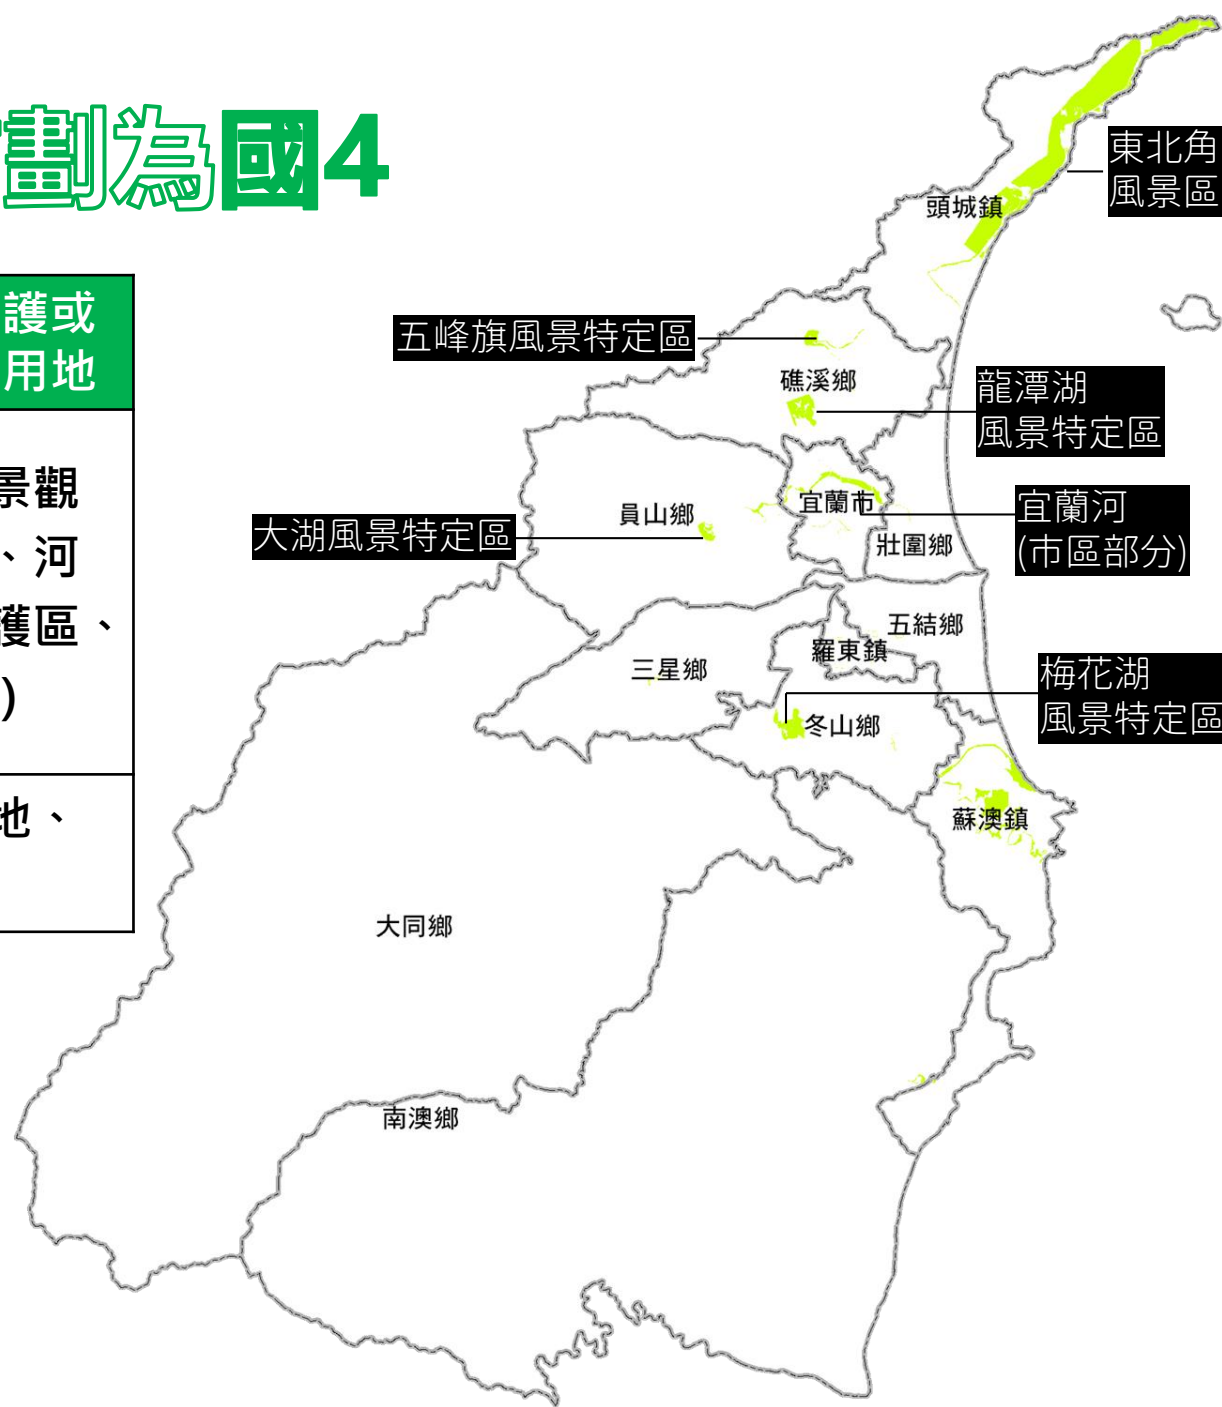 劃為國4
護或
用地
景觀
、河
護區、
)
地、
東北角
風景區
頭城鎮
五峰旗風景特定區
礁溪鄉
龍潭湖
風景特定區
宜蘭市
宜蘭河
(市區部分)
員山鄉
大湖風景特定區
壯圍鄉
五結鄉
羅東鎮
三星鄉
梅花湖
風景特定區
冬山鄉
蘇澳鎮
大同鄉
南澳鄉